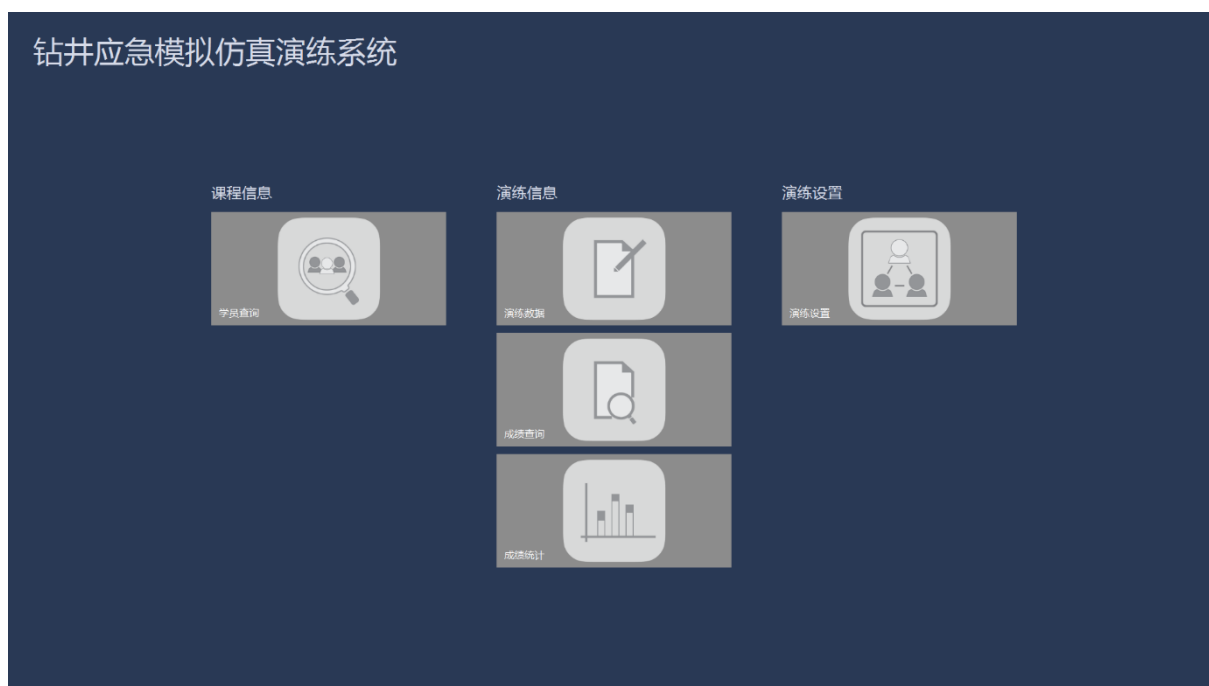 钻井应急模拟仿真演练系统
课程信息
学员查询
演练信息
演练数据
成绩查询
成绩统计
演练设置
演练设置